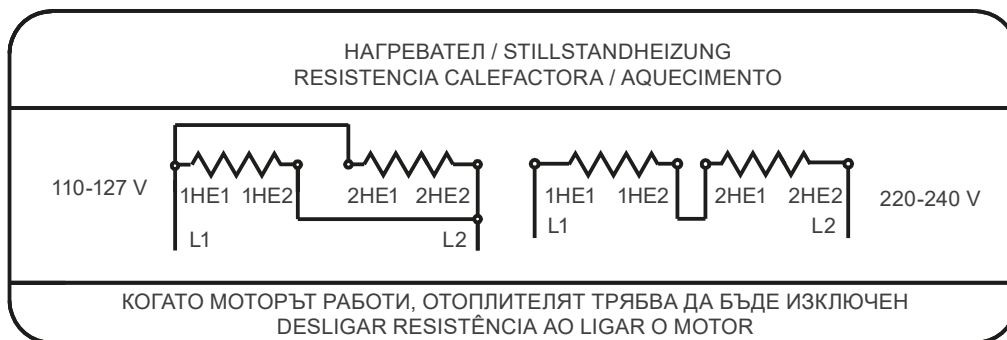 НАГРЕВАТЕЛ / STILLSTANDHEIZUNG
RESISTENCIA CALEFACTORA / AQUECIMENTO
110-127 V
1HE1 1HE2 2HE1 2HE2
L1 L2
1HE1 1HE2 2HE1 2HE2
L1 L2
220-240 V
КОГАТО МОТОРЪТ РАБОТИ, ОТОПЛИТЕЛЯТ ТРЯБВА ДА БЪДЕ ИЗКЛЮЧЕН
DESLIGAR RESISTÊNCIA AO LIGAR O MOTOR